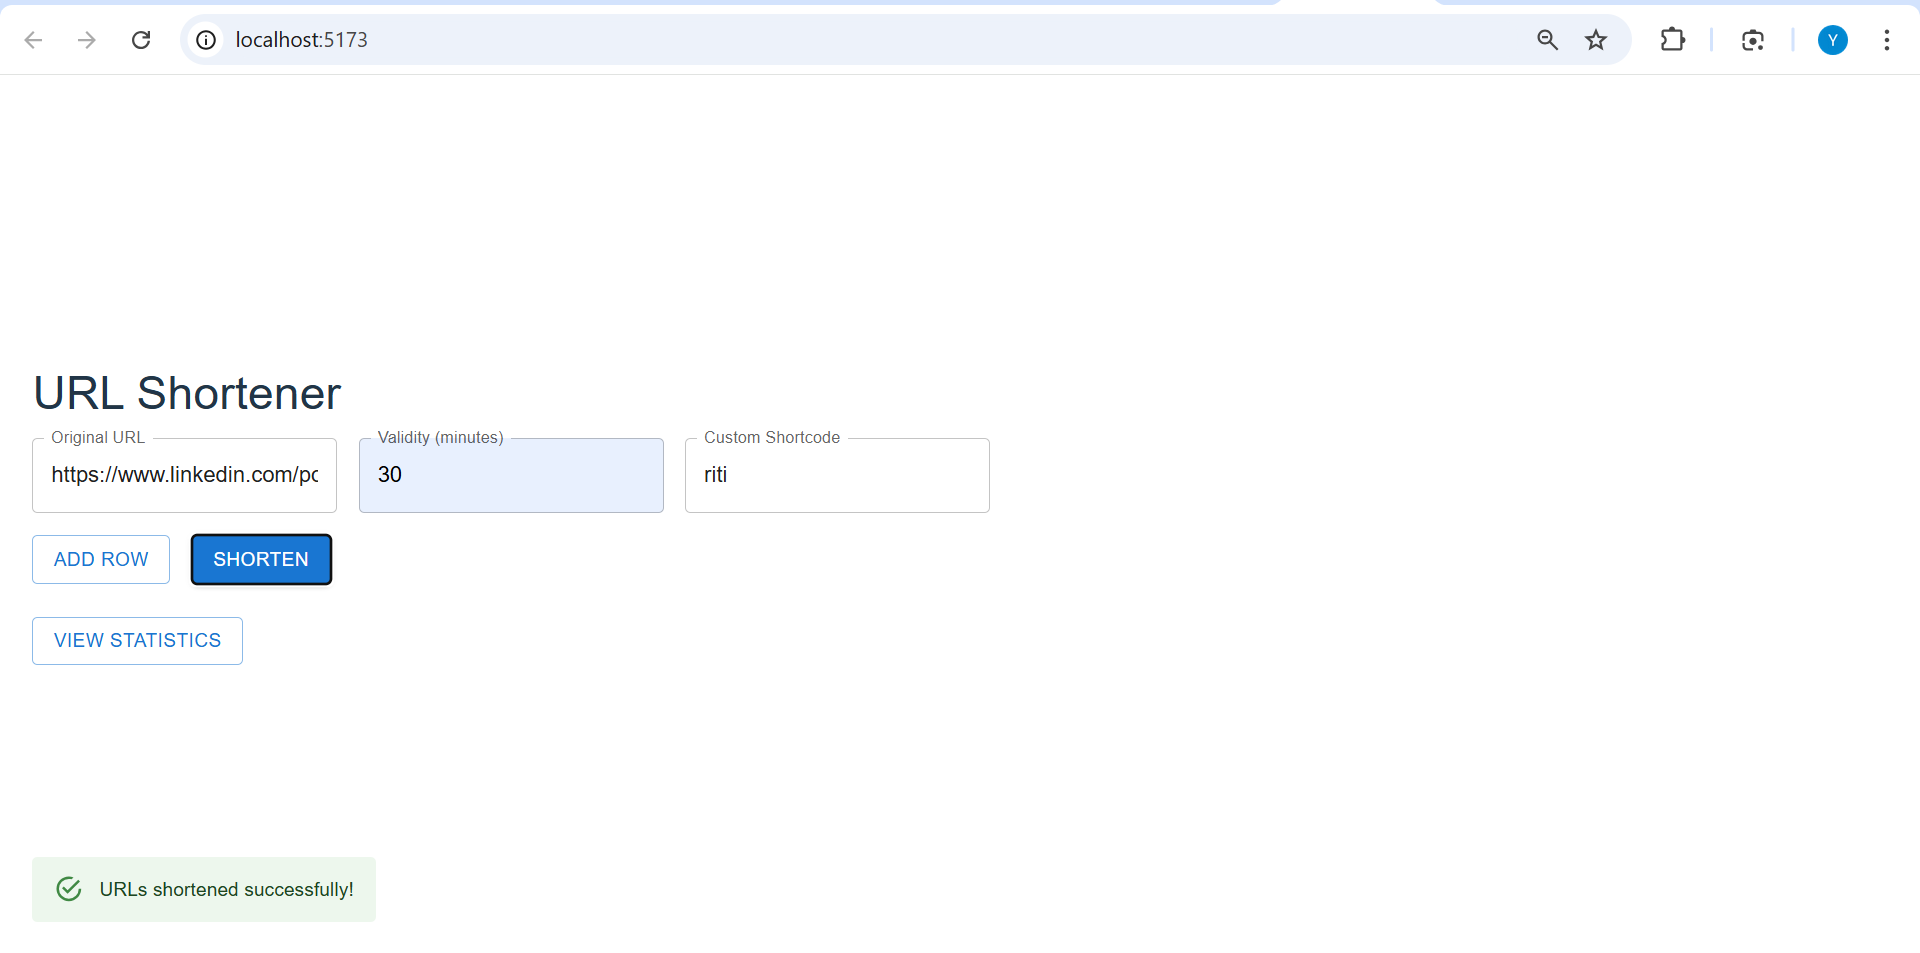 localhost:5173
Y
URL Shortener
Original URL Validity (minutes) Custom Shortcode
https://www.linkedin.com/pc 30 riti
ADD ROW SHORTEN
VIEW STATISTICS
URLs shortened successfully!